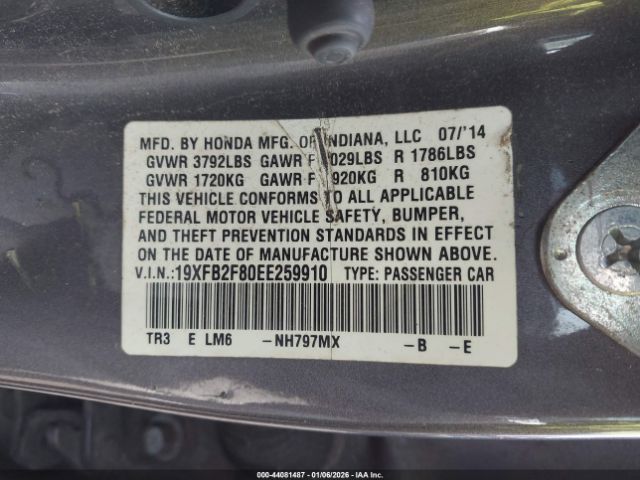 MFD. BY HONDA MFG. OF INDIANA, LLC 07/'14
GVWR 3792LBS GAWR F 029LBS R 1786LBS
GVWR 1720KG GAWR F 920KG R 810KG
THIS VEHICLE CONFORMS TO ALL APPLICABLE
FEDERAL MOTOR VEHICLE SAFETY, BUMPER,
AND THEFT PREVENTION STANDARDS IN EFFECT
ON THE DATE OF MANUFACTURE SHOWN ABOVE.
V.I.N.: 19XFB2F80EE259910 TYPE: PASSENGER CAR
TR3 E LM6 -NH797MX -B -E
000-44081487 - 01/06/2026 - IAA Inc.